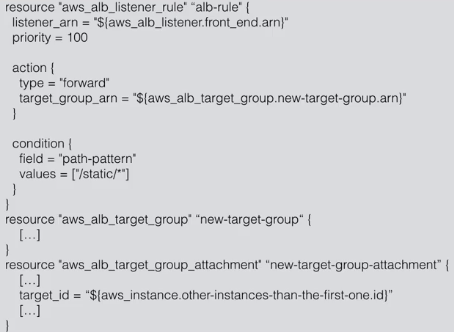 resource "aws_alb_listener_rule" “alb-rule" {
  listener_arn = "${aws_alb_listener.front_end.arn}"
  priority = 100

  action {
    type = "forward"
    target_group_arn = "${aws_alb_target_group.new-target-group.arn}"
  }

  condition {
    field = "path-pattern"
    values = ["/static/*"]
  }
}
resource "aws_alb_target_group" “new-target-group“ {
    […]
}
resource "aws_alb_target_group_attachment" “new-target-group-attachment” {
    […]
    target_id = “${aws_instance.other-instances-than-the-first-one.id}”
    […]
}